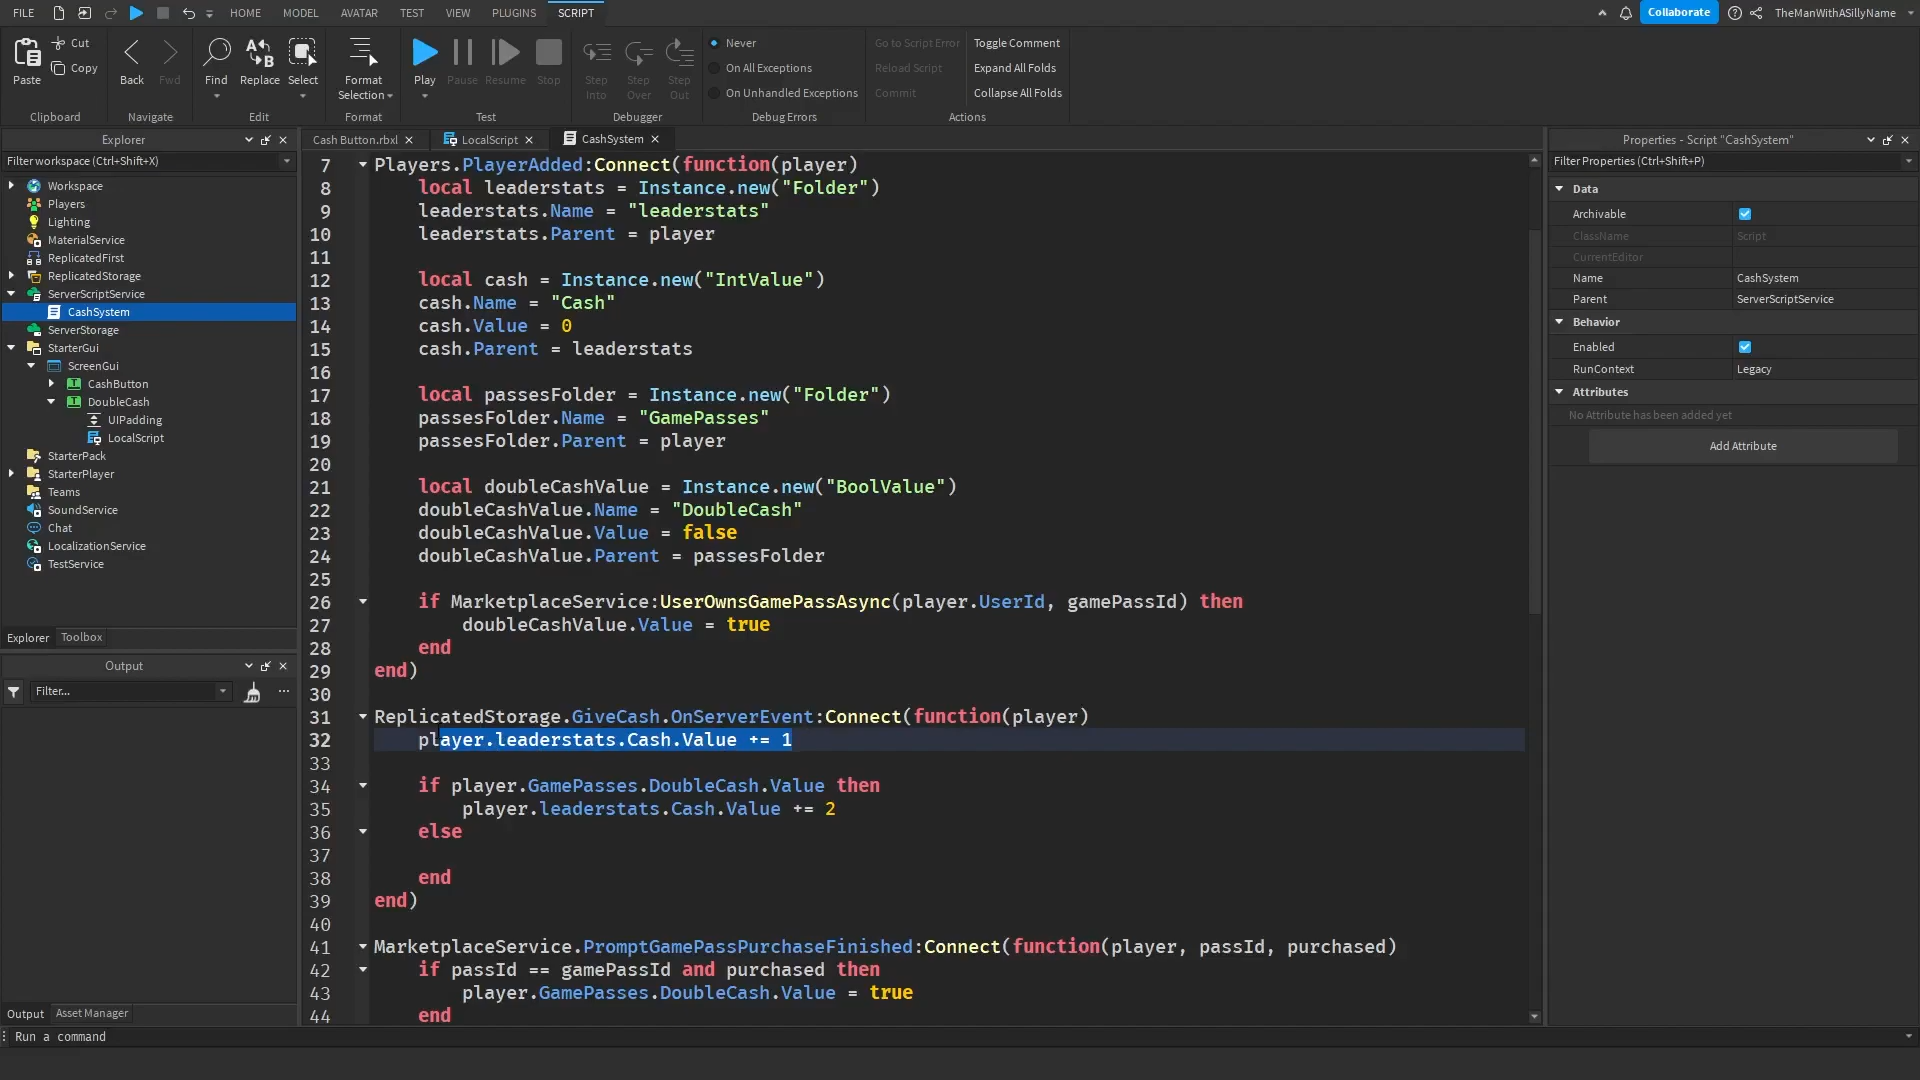 FILE HOME MODEL AVATAR TEST VIEW PLUGINS SCRIPT Collaborate TheManWithASillyName
Paste Cut Copy Back Fwd Find Replace Select Format Selection Play Pause Resume Stop Step Into Step Over Step Out
Never
On All Exceptions
On Unhandled Exceptions
Go to Script Error
Reload Script
Commit
Toggle Comment
Expand All Folds
Collapse All Folds
Clipboard Navigate Edit Format Test Debugger Debug Errors Actions
Explorer
Filter workspace (Ctrl+Shift+X)
Workspace
Players
Lighting
MaterialService
ReplicatedFirst
ReplicatedStorage
ServerScriptService
CashSystem
ServerStorage
StarterGui
ScreenGui
CashButton
DoubleCash
UIPadding
LocalScript
StarterPack
StarterPlayer
Teams
SoundService
Chat
LocalizationService
TestService
Explorer Toolbox
Output
Filter...
Output Asset Manager
Run a command
Cash Button.rbxl LocalScript CashSystem
7 Players.PlayerAdded:Connect(function(player)
8 local leaderstats = Instance.new("Folder")
9 leaderstats.Name = "leaderstats"
10 leaderstats.Parent = player
11
12 local cash = Instance.new("IntValue")
13 cash.Name = "Cash"
14 cash.Value = 0
15 cash.Parent = leaderstats
16
17 local passesFolder = Instance.new("Folder")
18 passesFolder.Name = "GamePasses"
19 passesFolder.Parent = player
20
21 local doubleCashValue = Instance.new("BoolValue")
22 doubleCashValue.Name = "DoubleCash"
23 doubleCashValue.Value = false
24 doubleCashValue.Parent = passesFolder
25
26 if MarketplaceService:UserOwnsGamePassAsync(player.UserId, gamePassId) then
27 doubleCashValue.Value = true
28 end
29 end)
30
31 ReplicatedStorage.GiveCash.OnServerEvent:Connect(function(player)
32 player.leaderstats.Cash.Value += 1
33
34 if player.GamePasses.DoubleCash.Value then
35 player.leaderstats.Cash.Value += 2
36 else
37
38 end
39 end)
40
41 MarketplaceService.PromptGamePassPurchaseFinished:Connect(function(player, passId, purchased)
42 if passId == gamePassId and purchased then
43 player.GamePasses.DoubleCash.Value = true
44 end
Properties - Script "CashSystem"
Filter Properties (Ctrl+Shift+P)
Data
Archivable
ClassName Script
CurrentEditor
Name CashSystem
Parent ServerScriptService
Behavior
Enabled
RunContext Legacy
Attributes
No Attribute has been added yet
Add Attribute